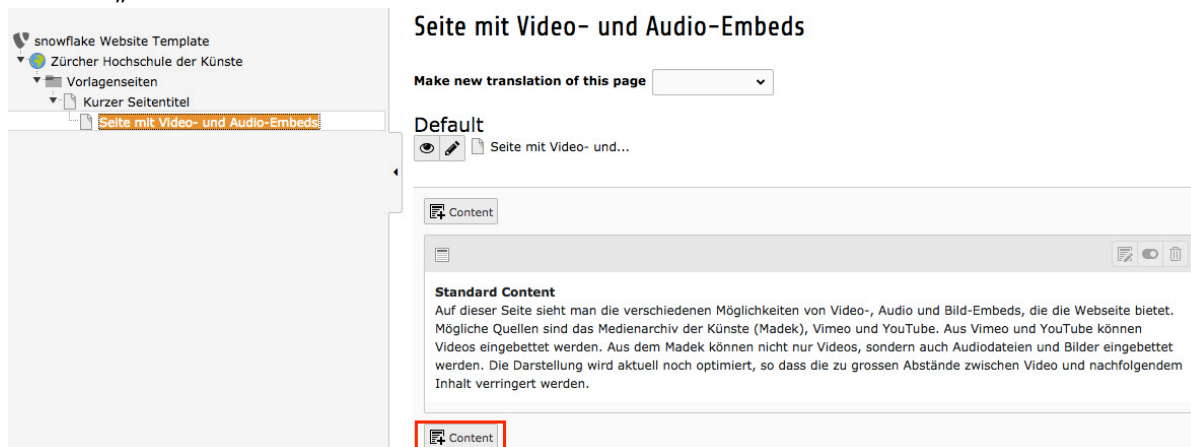 „
snowflake Website Template
Zürcher Hochschule der Künste
Vorlagenseiten
Kurzer Seitentitel
Seite mit Video- und Audio-Embeds
Seite mit Video- und Audio-Embeds
Make new translation of this page
Default
Seite mit Video- und...
Content
Standard Content
Auf dieser Seite sieht man die verschiedenen Möglichkeiten von Video-, Audio und Bild-Embeds, die die Webseite bietet.
Mögliche Quellen sind das Medienarchiv der Künste (Madek), Vimeo und YouTube. Aus Vimeo und YouTube können
Videos eingebettet werden. Aus dem Madek können nicht nur Videos, sondern auch Audiodateien und Bilder eingebettet
werden. Die Darstellung wird aktuell noch optimiert, so dass die zu grossen Abstände zwischen Video und nachfolgendem
Inhalt verringert werden.
Content